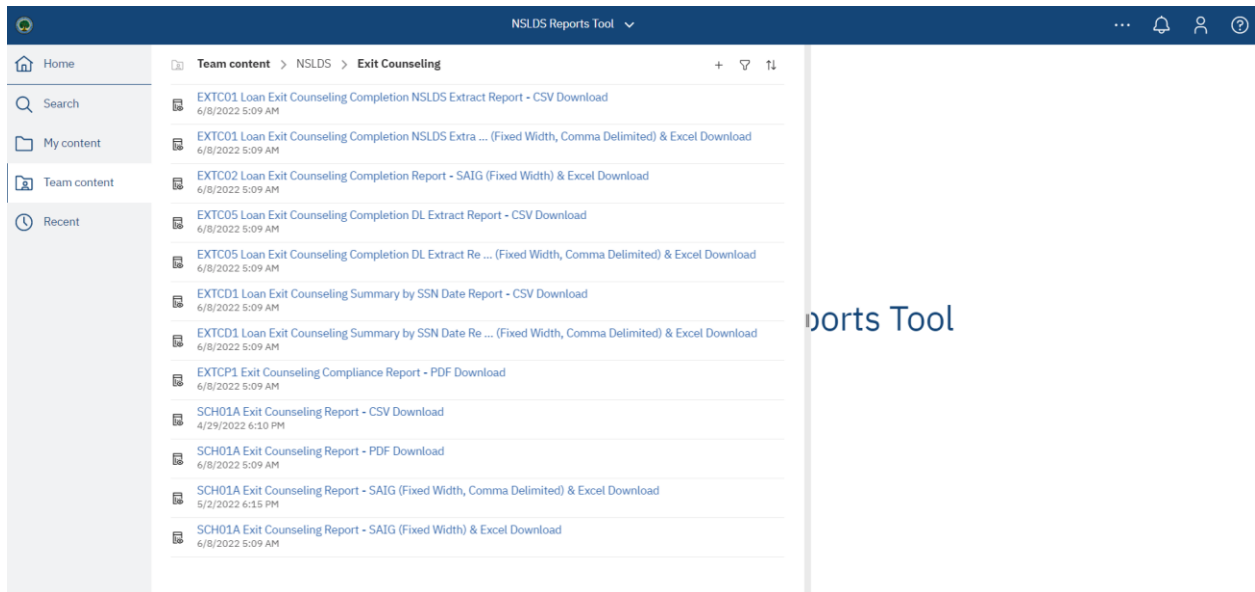 NSLDS Reports Tool
Home
Search
My content
Team content
Recent
Team content > NSLDS > Exit Counseling
EXTC01 Loan Exit Counseling Completion NSLDS Extract Report - CSV Download
6/8/2022 5:09 AM
EXTC01 Loan Exit Counseling Completion NSLDS Extra ... (Fixed Width, Comma Delimited) & Excel Download
6/8/2022 5:09 AM
EXTC02 Loan Exit Counseling Completion Report - SAIG (Fixed Width) & Excel Download
6/8/2022 5:09 AM
EXTC05 Loan Exit Counseling Completion DL Extract Report - CSV Download
6/8/2022 5:09 AM
EXTC05 Loan Exit Counseling Completion DL Extract Re ... (Fixed Width, Comma Delimited) & Excel Download
6/8/2022 5:09 AM
EXTCD1 Loan Exit Counseling Summary by SSN Date Report - CSV Download
6/8/2022 5:09 AM
EXTCD1 Loan Exit Counseling Summary by SSN Date Re ... (Fixed Width, Comma Delimited) & Excel Download
6/8/2022 5:09 AM
EXTCP1 Exit Counseling Compliance Report - PDF Download
6/8/2022 5:09 AM
SCH01A Exit Counseling Report - CSV Download
4/29/2022 6:10 PM
SCH01A Exit Counseling Report - PDF Download
6/8/2022 5:09 AM
SCH01A Exit Counseling Report - SAIG (Fixed Width, Comma Delimited) & Excel Download
5/2/2022 6:15 PM
SCH01A Exit Counseling Report - SAIG (Fixed Width) & Excel Download
6/8/2022 5:09 AM
ports Tool